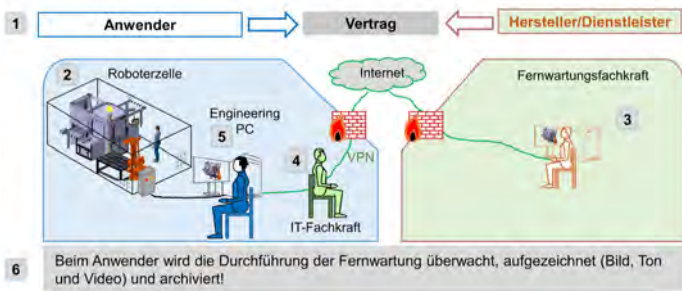 1 Anwender Vertrag Hersteller/Dienstleister
2 Roboterzelle Internet Fernwartungsfachkraft
Engineering
PC
3
5
4
VPN
IT-Fachkraft
6 Beim Anwender wird die Durchführung der Fernwartung überwacht, aufgezeichnet (Bild, Ton
und Video) und archiviert!